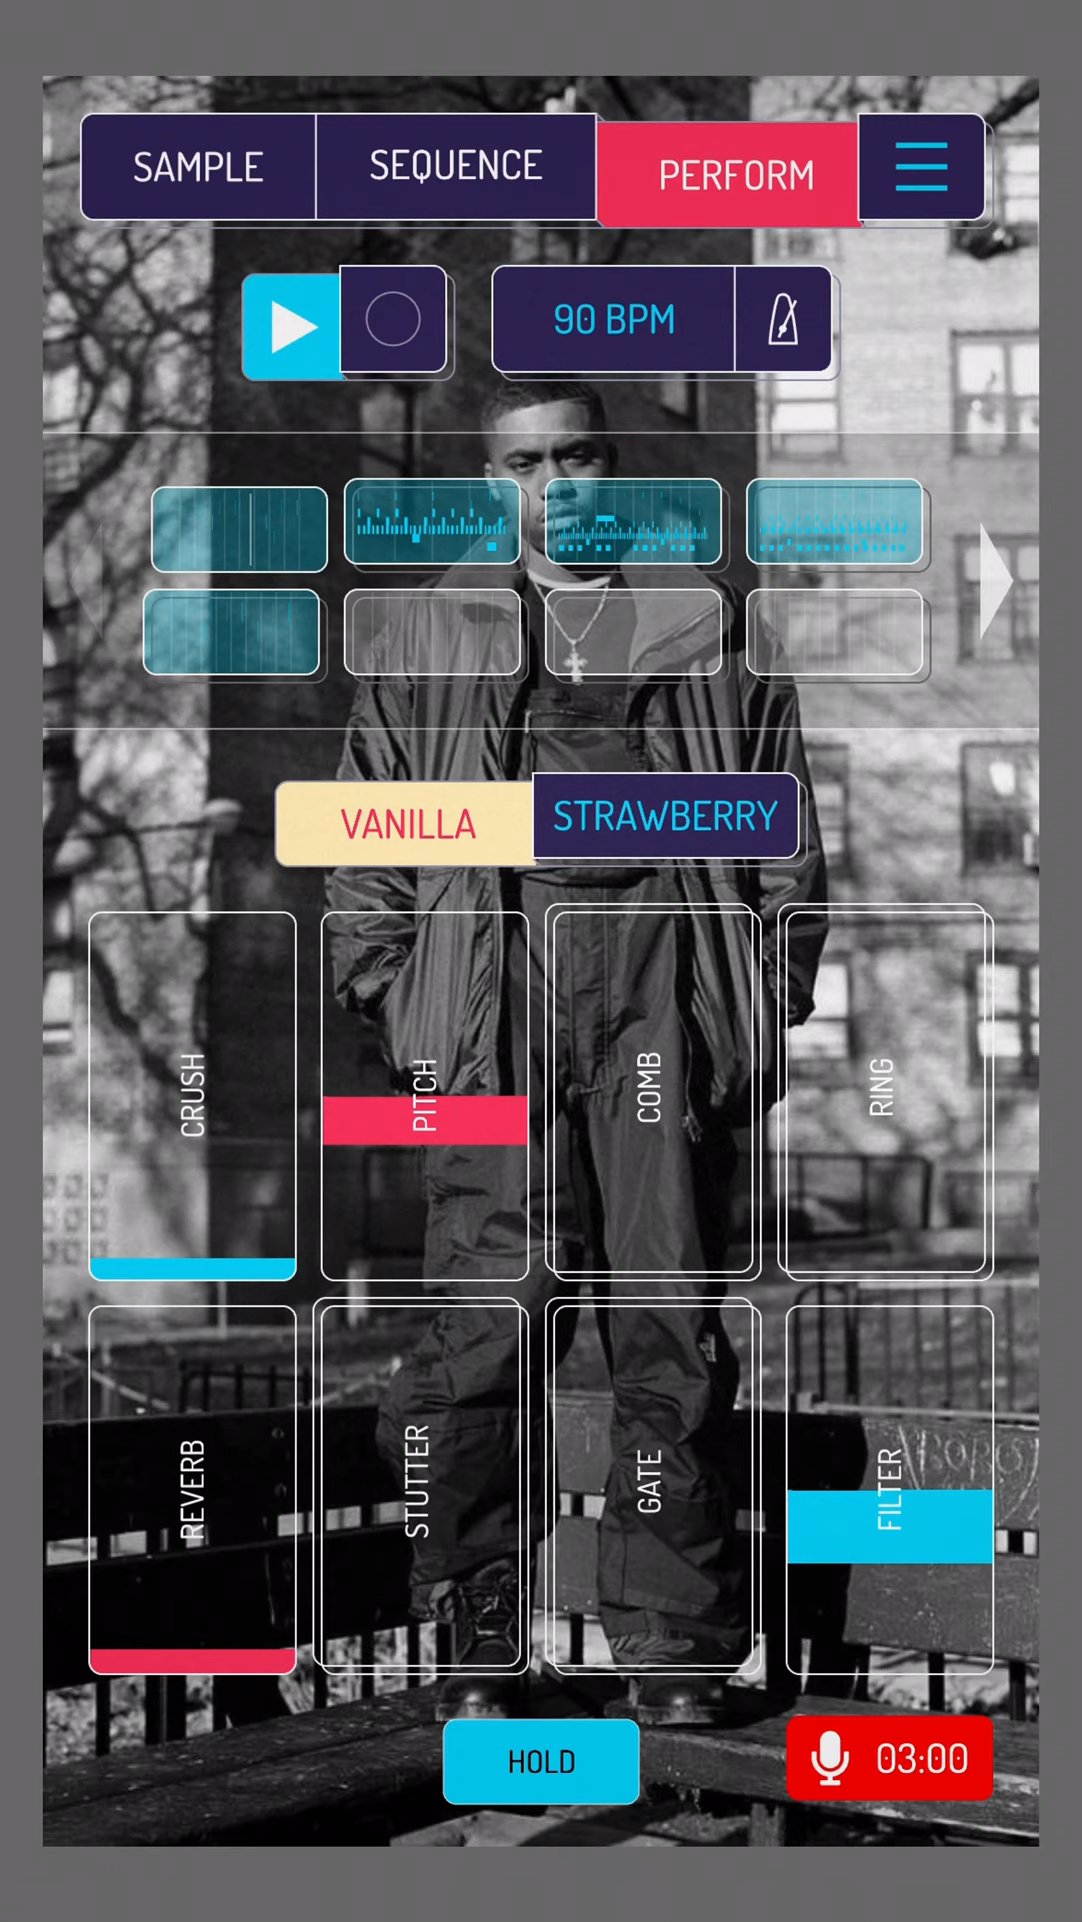 SAMPLE
SEQUENCE
PERFORM
90 BPM
VANILLA
STRAWBERRY
CRUSH
PITCH
COMB
RING
REVERB
STUTTER
GATE
FILTER
HOLD
03:00